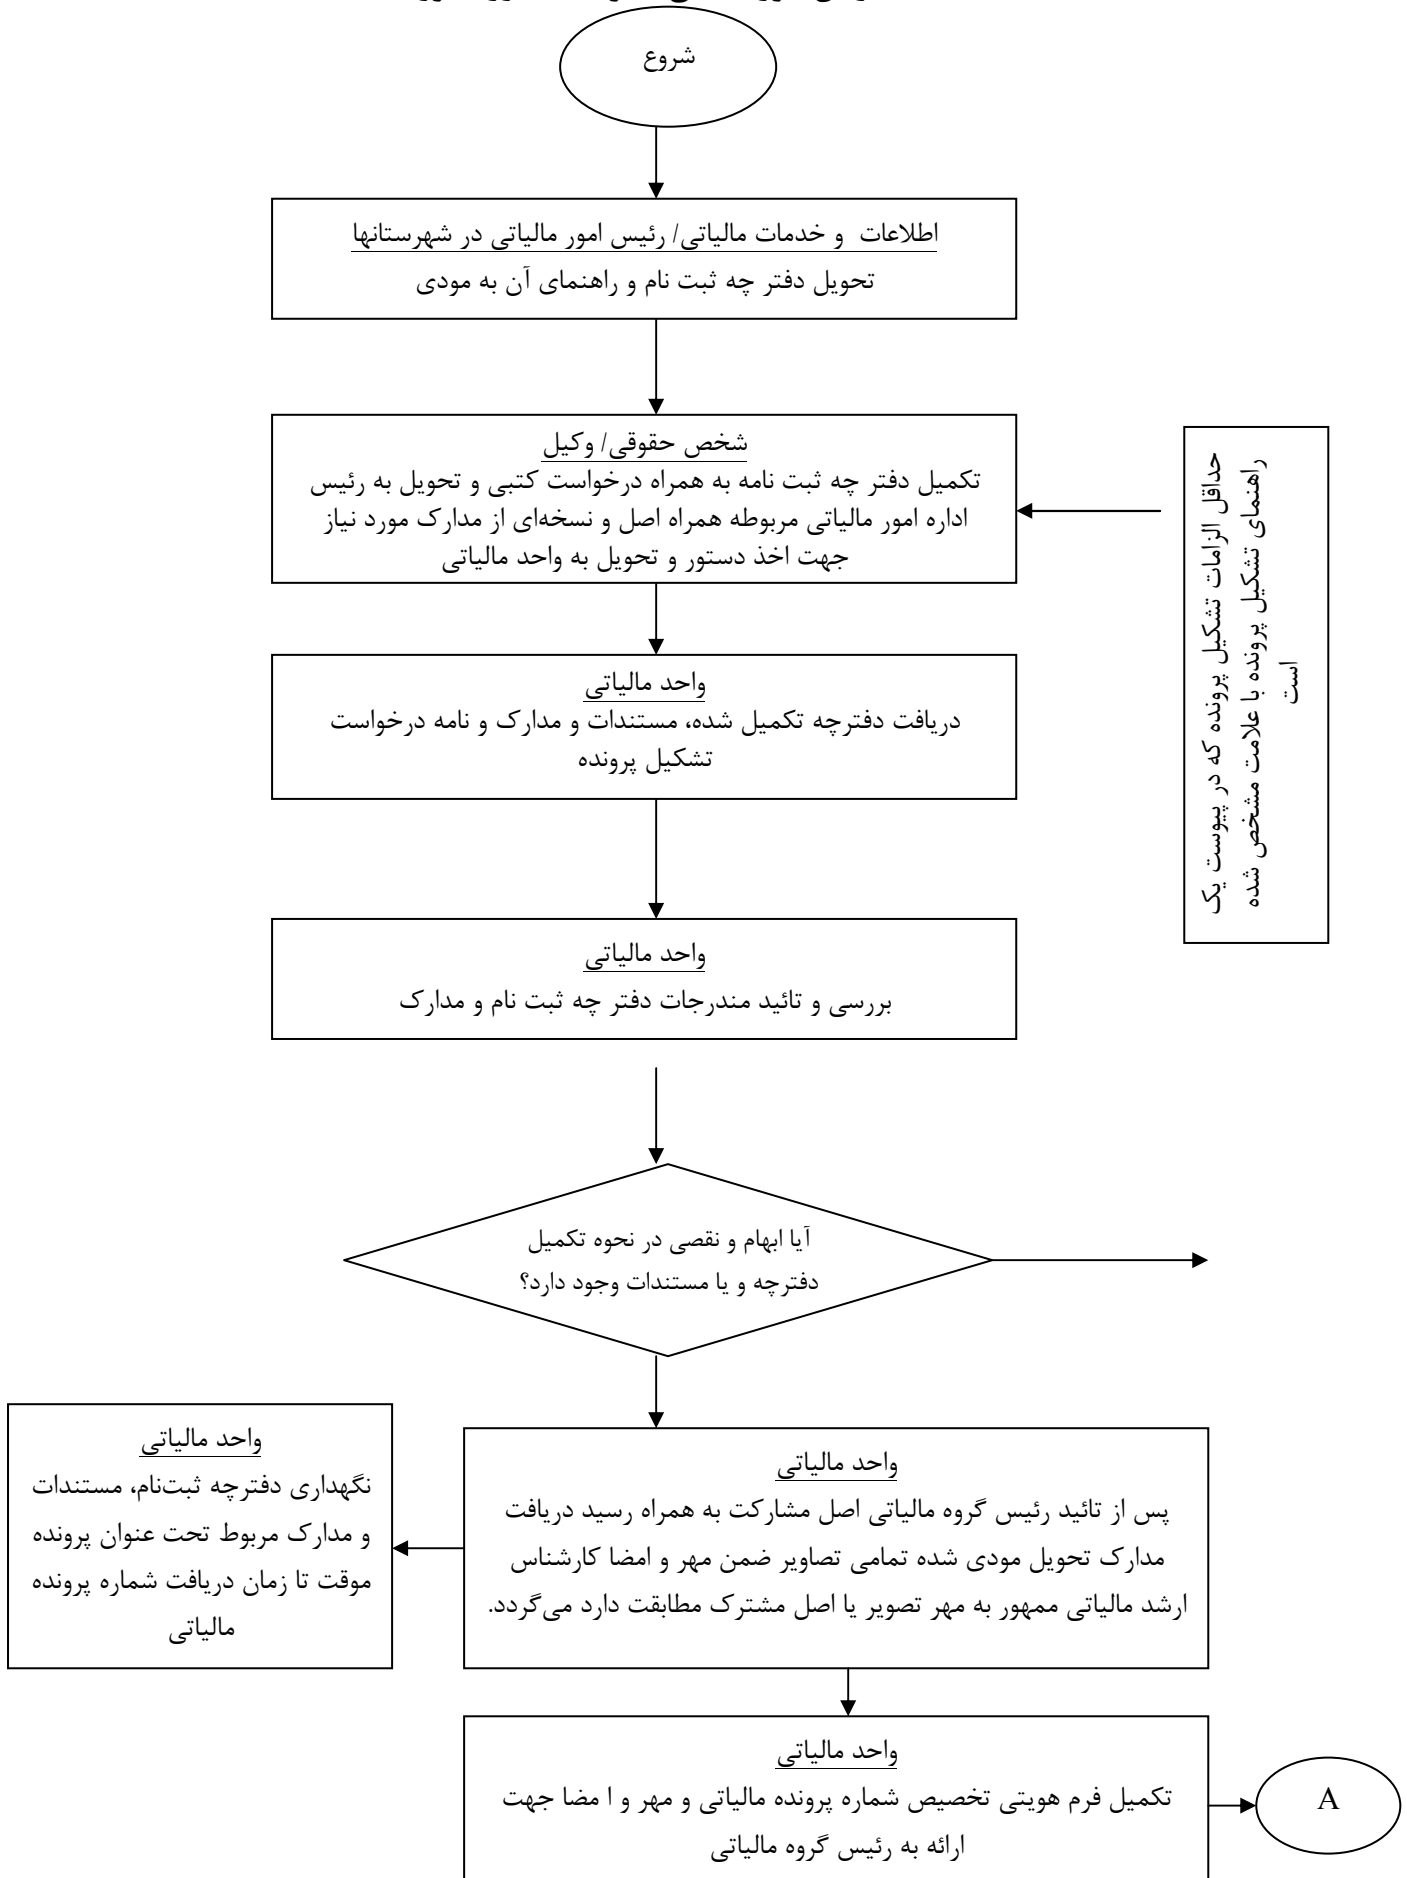 شروع
اطلاعات و خدمات مالیاتی/ رئیس امور مالیاتی در شهرستانها
تحویل دفتر چه ثبت نام و راهنمای آن به مودی
شخص حقوقی/ وکیل
تکمیل دفتر چه ثبت نامه به همراه درخواست کتبی و تحویل به رئیس
اداره امور مالیاتی مربوطه همراه اصل و نسخه‌ای از مدارک مورد نیاز
جهت اخذ دستور و تحویل به واحد مالیاتی
حداقل الزامات تشکیل پرونده که در پیوست یک
راهنمای تشکیل پرونده با علامت مشخص شده
است
واحد مالیاتی
دریافت دفترچه تکمیل شده، مستندات و مدارک و نامه درخواست
تشکیل پرونده
واحد مالیاتی
بررسی و تائید مندرجات دفتر چه ثبت نام و مدارک
آیا ابهام و نقصی در نحوه تکمیل
دفترچه و یا مستندات وجود دارد؟
واحد مالیاتی
پس از تائید رئیس گروه مالیاتی اصل مشارکت به همراه رسید دریافت
مدارک تحویل مودی شده تمامی تصاویر ضمن مهر و امضا کارشناس
ارشد مالیاتی ممهور به مهر تصویر یا اصل مشترک مطابقت دارد می‌گردد.
واحد مالیاتی
نگهداری دفترچه ثبت‌نام، مستندات
و مدارک مربوط تحت عنوان پرونده
موقت تا زمان دریافت شماره پرونده
مالیاتی
واحد مالیاتی
تکمیل فرم هویتی تخصیص شماره پرونده مالیاتی و مهر و ا مضا جهت
ارائه به رئیس گروه مالیاتی
A